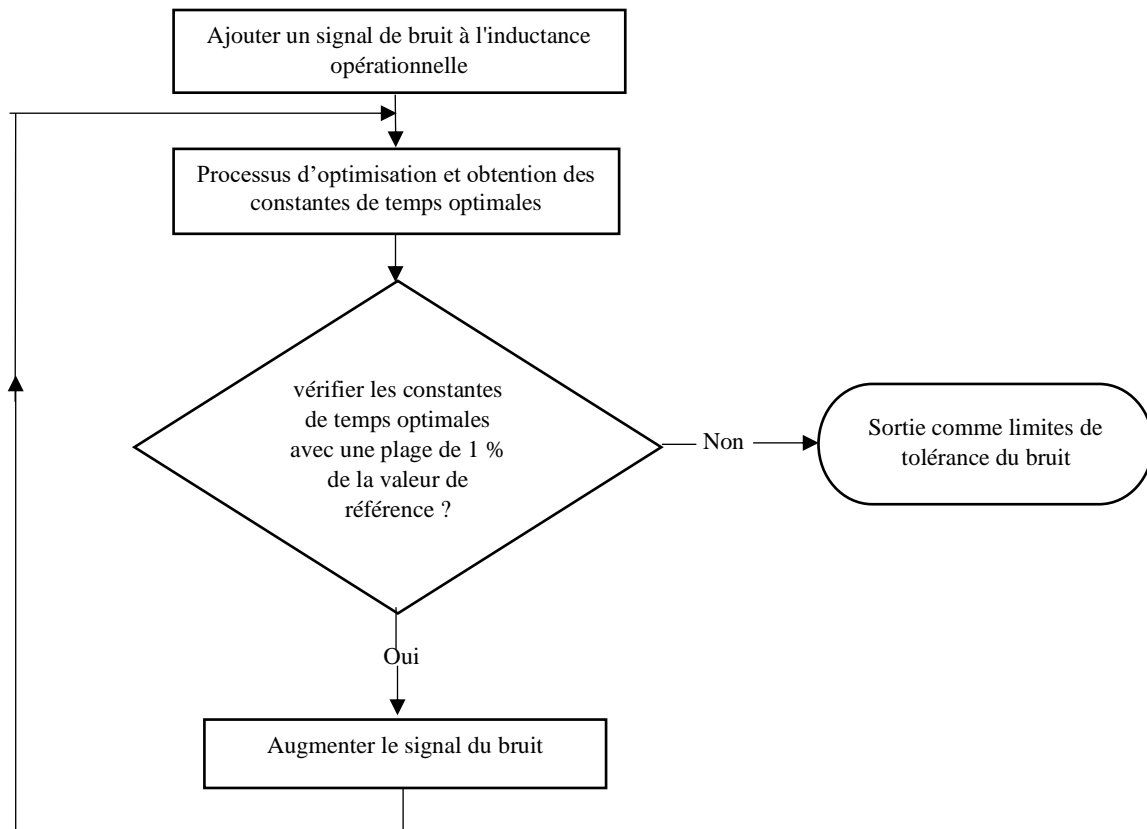 Ajouter un signal de bruit à l'inductance
opérationnelle
Processus d’optimisation et obtention des
constantes de temps optimales
vérifier les constantes
de temps optimales
avec une plage de 1 %
de la valeur de
référence ?
Non
Sortie comme limites de
tolérance du bruit
Oui
Augmenter le signal du bruit